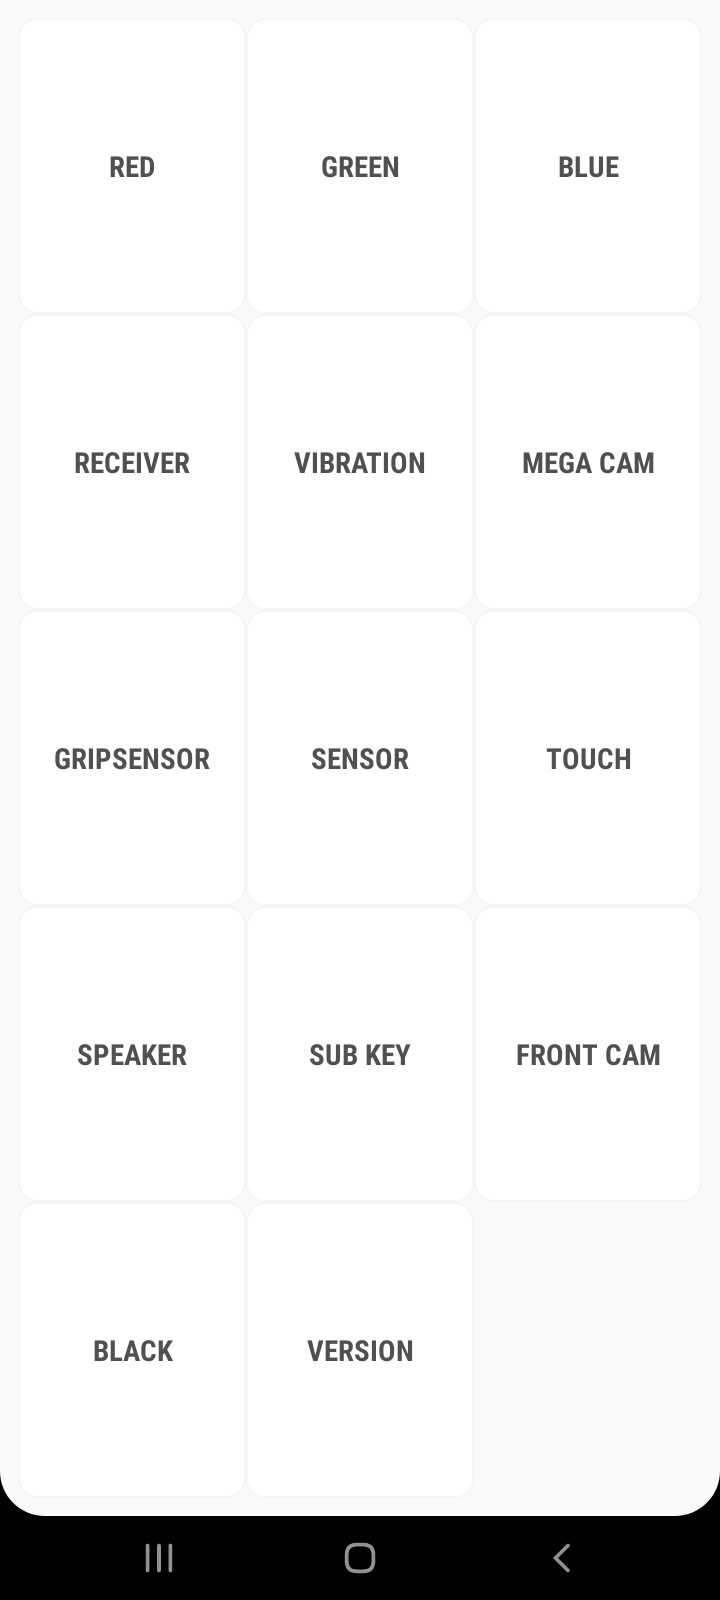 RED
GREEN
BLUE
RECEIVER
VIBRATION
MEGA CAM
GRIPSENSOR
SENSOR
TOUCH
SPEAKER
SUB KEY
FRONT CAM
BLACK
VERSION